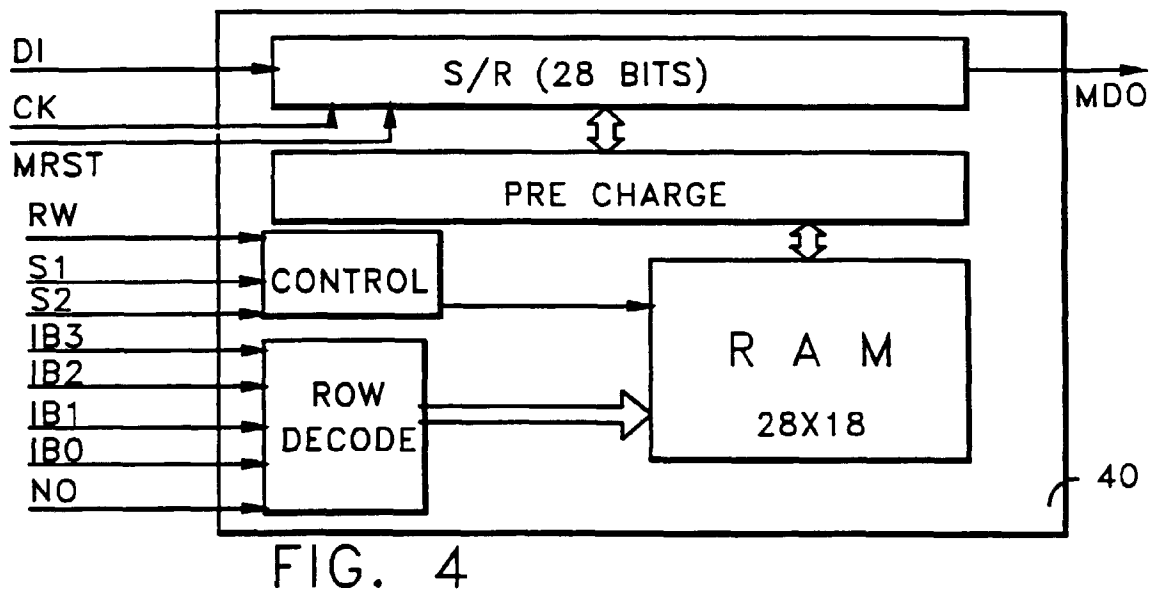 DI
S/R (28 BITS)
MDO
CK
MRST
PRE CHARGE
RW
S1
CONTROL
S2
IB3
IB2
IB1
IB0
NO
ROW
DECODE
RAM
28X18
40
FIG. 4